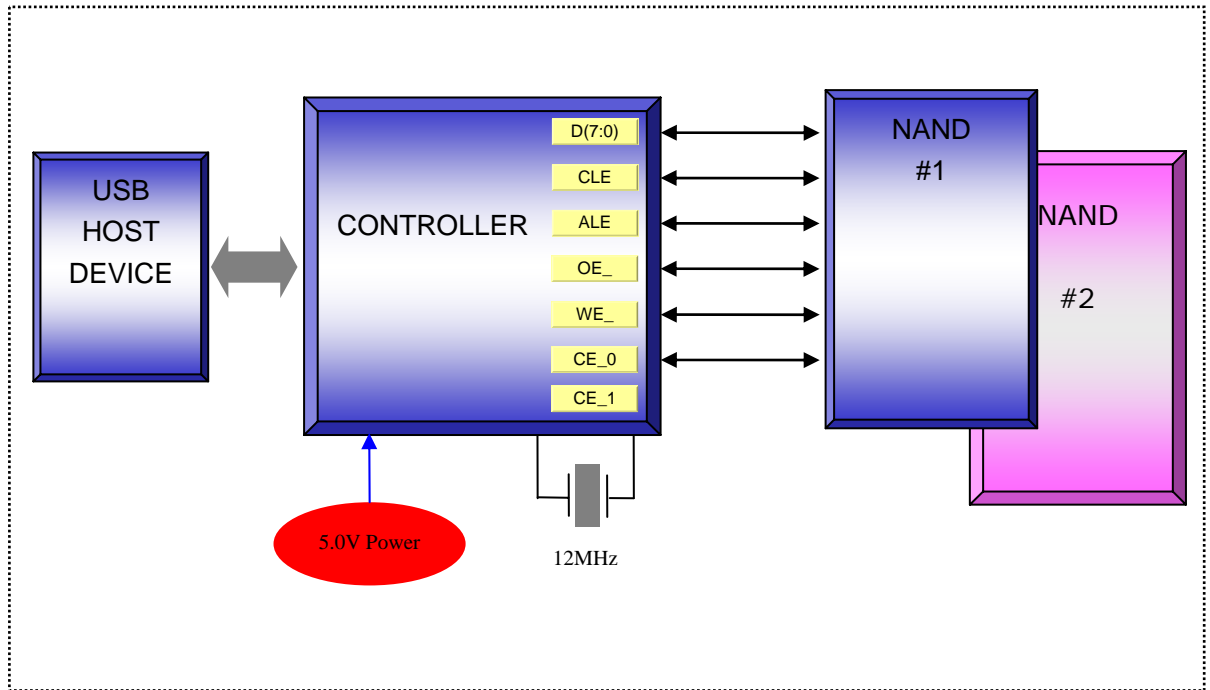 USB
HOST
DEVICE
CONTROLLER
D(7:0)
CLE
ALE
OE_
WE_
CE_0
CE_1
NAND
#1
NAND
#2
5.0V Power
12MHz